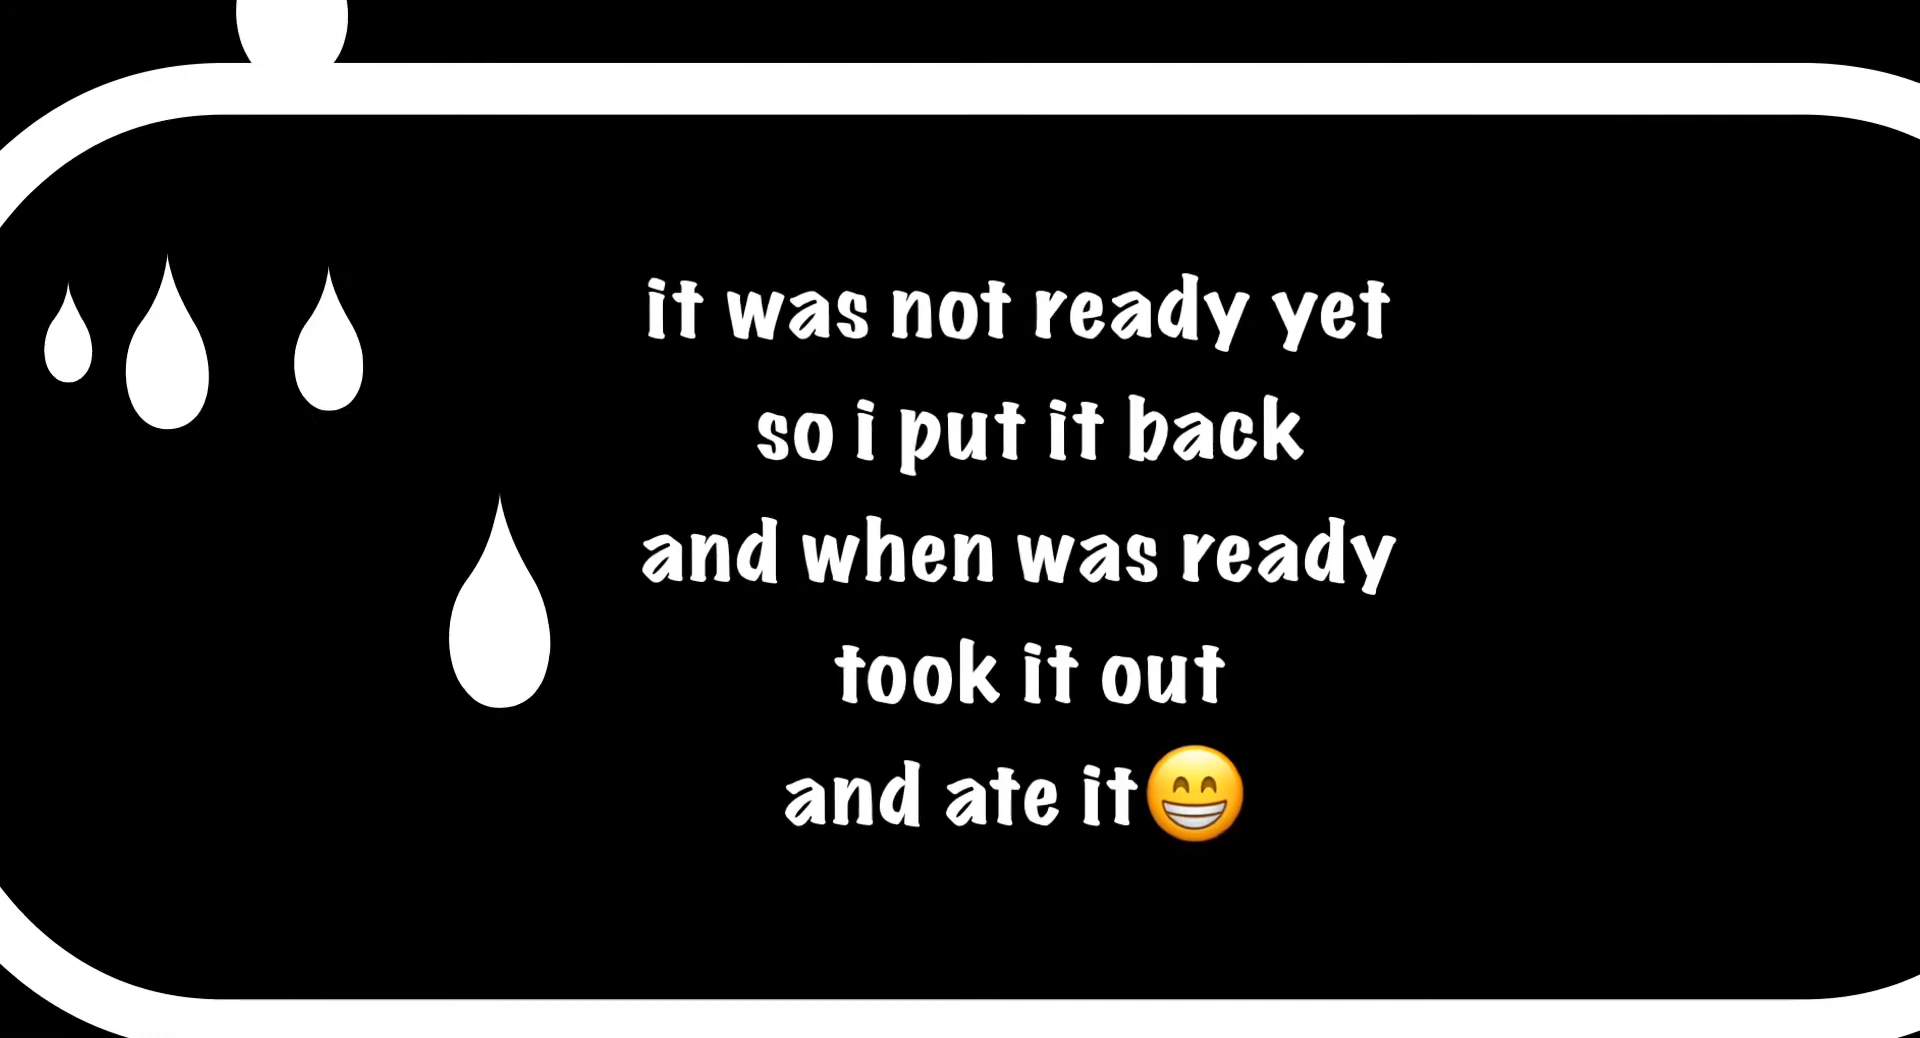 it was not ready yet
so i put it back
and when was ready
took it out
and ate it😁